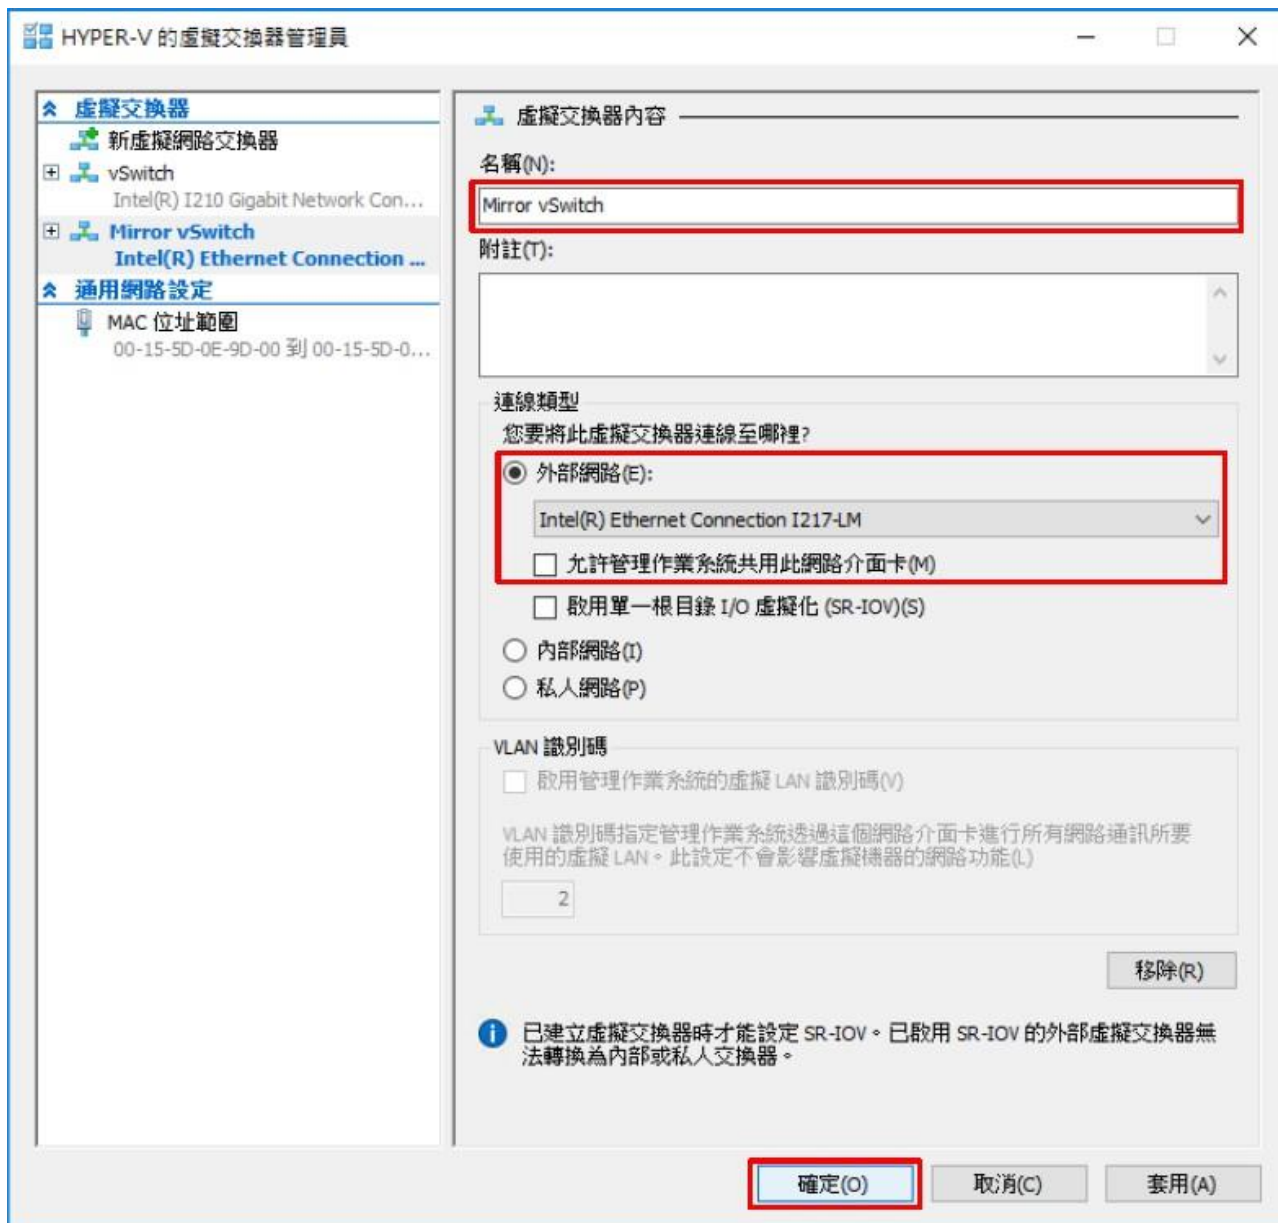 HYPER-V 的虛擬交換器管理員
虛擬交換器
新虛擬網路交換器
vSwitch
Intel(R) I210 Gigabit Network Con...
Mirror vSwitch
Intel(R) Ethernet Connection ...
通用網路設定
MAC 位址範圍
00-15-5D-0E-9D-00 到 00-15-5D-0...
虛擬交換器內容
名稱(N):
Mirror vSwitch
附註(T):
連線類型
您要將此虛擬交換器連線至哪裡?
外部網路(E):
Intel(R) Ethernet Connection I217-LM
允許管理作業系統共用此網路介面卡(M)
啟用單一根目錄 I/O 虛擬化 (SR-IOV)(S)
內部網路(I)
私人網路(P)
VLAN 識別碼
啟用管理作業系統的虛擬 LAN 識別碼(V)
VLAN 識別碼指定管理作業系統透過這個網路介面卡進行所有網路通訊所要
使用的虛擬 LAN。此設定不會影響虛擬機器的網路功能(L)
2
移除(R)
已建立虛擬交換器時才能設定 SR-IOV。已啟用 SR-IOV 的外部虛擬交換器無
法轉換為內部或私人交換器。
確定(O)
取消(C)
套用(A)